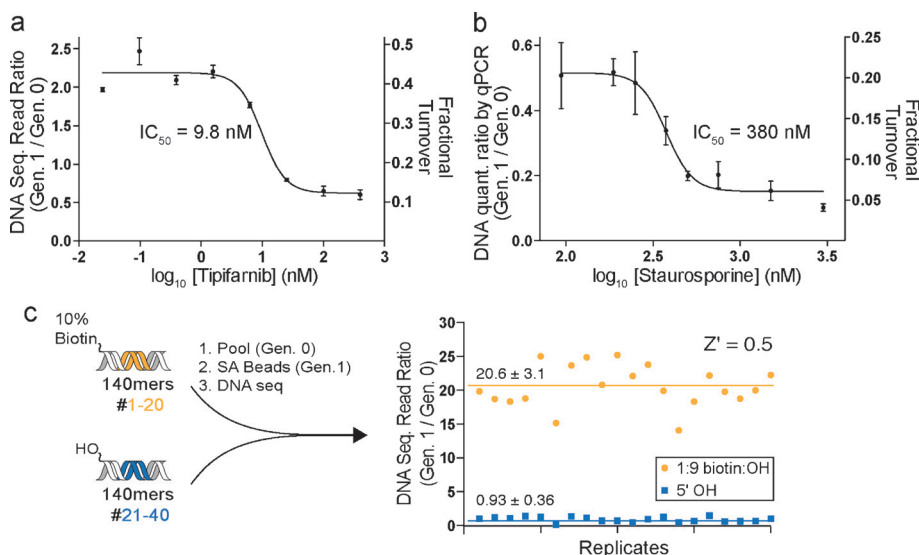 a
DNA Seq. Read Ratio
(Gen. 1 / Gen. 0)
2.5
2.0
1.5
1.0
0.5
0.0
-2
-1
0
1
2
3
log10 [Tipifarnib] (nM)
IC50 = 9.8 nM
0.5
0.4
0.3
0.2
0.1
Fractional
Turnover
b
DNA quant. ratio by qPCR
(Gen. 1 / Gen. 0)
0.6
0.4
0.2
0.0
2.0
2.5
3.0
3.5
log10 [Staurosporine] (nM)
IC50 = 380 nM
0.25
0.20
0.15
0.10
0.05
Fractional
Turnover
c
10%
Biotin
140mers
#1-20
HO
140mers
#21-40
1. Pool (Gen. 0)
2. SA Beads (Gen.1)
3. DNA seq
DNA Seq. Read Ratio
(Gen. 1 / Gen. 0)
30
25
20
15
10
5
0
Z' = 0.5
20.6 ± 3.1
1:9 biotin:OH
5' OH
0.93 ± 0.36
Replicates